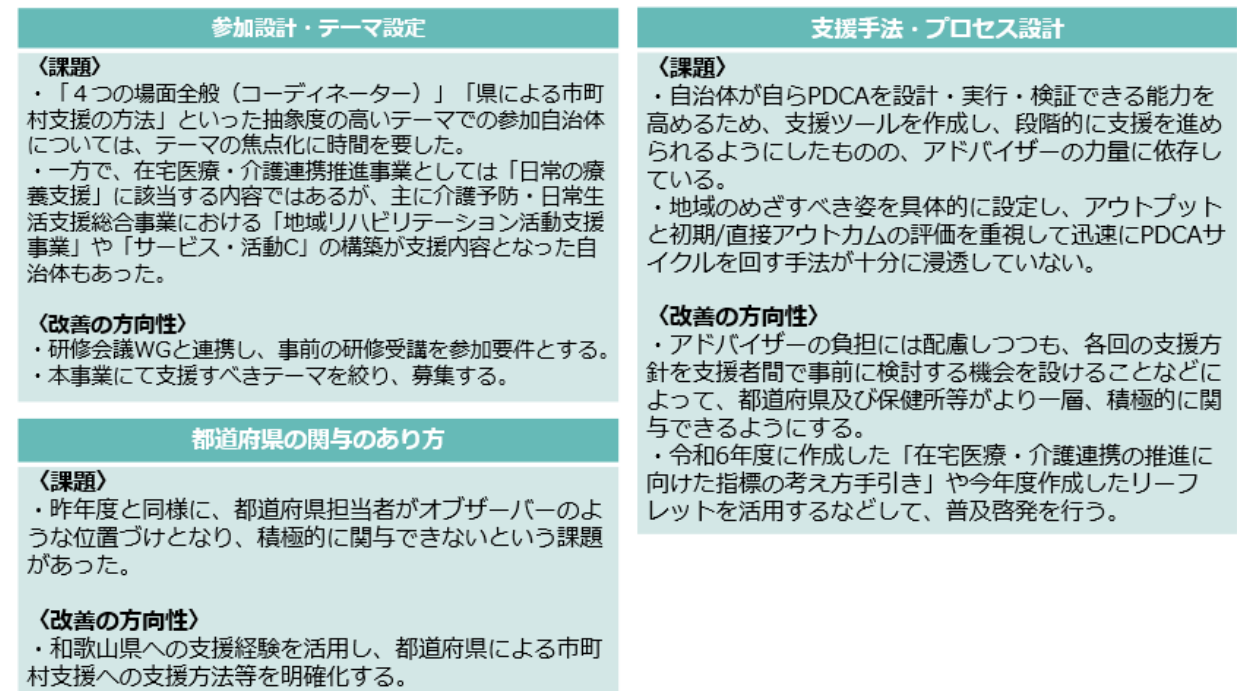 参加設計・テーマ設定
〈課題〉
・「４つの場面全般（コーディネーター）」「県による市町
村支援の方法」といった抽象度の高いテーマでの参加自治体
については、テーマの焦点化に時間を要した。
・一方で、在宅医療・介護連携推進事業としては「日常の療
養支援」に該当する内容ではあるが、主に介護予防・日常生
活支援総合事業における「地域リハビリテーション活動支援
事業」や「サービス・活動C」の構築が支援内容となった自
治体もあった。
〈改善の方向性〉
・研修会議WGと連携し、事前の研修受講を参加要件とする。
・本事業にて支援すべきテーマを絞り、募集する。
都道府県の関与のあり方
〈課題〉
・昨年度と同様に、都道府県担当者がオブザーバーのよ
うな位置づけとなり、積極的に関与できないという課題
があった。
〈改善の方向性〉
・和歌山県への支援経験を活用し、都道府県による市町
村支援への支援方法等を明確化する。
支援手法・プロセス設計
〈課題〉
・自治体が自らPDCAを設計・実行・検証できる能力を
高めるため、支援ツールを作成し、段階的に支援を進め
られるようにしたものの、アドバイザーの力量に依存し
ている。
・地域のめざすべき姿を具体的に設定し、アウトプット
と初期/直接アウトカムの評価を重視して迅速にPDCAサ
イクルを回す手法が十分に浸透していない。
〈改善の方向性〉
・アドバイザーの負担には配慮しつつも、各回の支援方
針を支援者間で事前に検討する機会を設けることなどに
よって、都道府県及び保健所等がより一層、積極的に関
与できるようにする。
・令和6年度に作成した「在宅医療・介護連携の推進に
向けた指標の考え方手引き」や今年度作成したリーフ
レットを活用するなどして、普及啓発を行う。